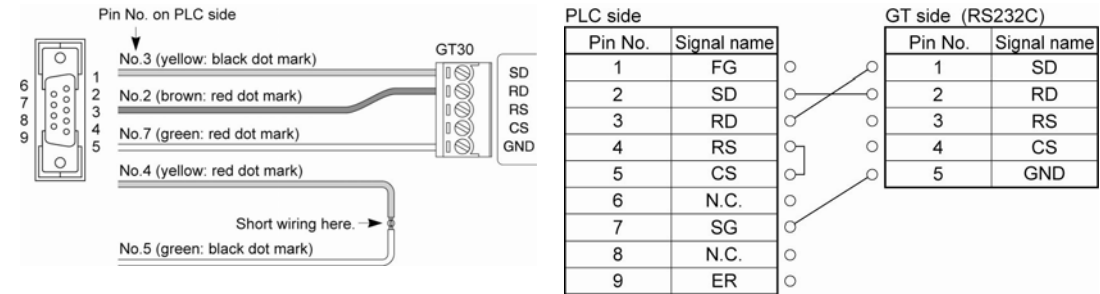 Pin No. on PLC side
No.3 (yellow: black dot mark)
No.2 (brown: red dot mark)
No.7 (green: red dot mark)
No.4 (yellow: red dot mark)
Short wiring here.
No.5 (green: black dot mark)
6
7
8
9
1
2
3
4
5
GT30
SD
RD
RS
CS
GND
PLC side
Pin No. Signal name
1 FG
2 SD
3 RD
4 RS
5 CS
6 N.C.
7 SG
8 N.C.
9 ER
GT side (RS232C)
Pin No. Signal name
1 SD
2 RD
3 RS
4 CS
5 GND